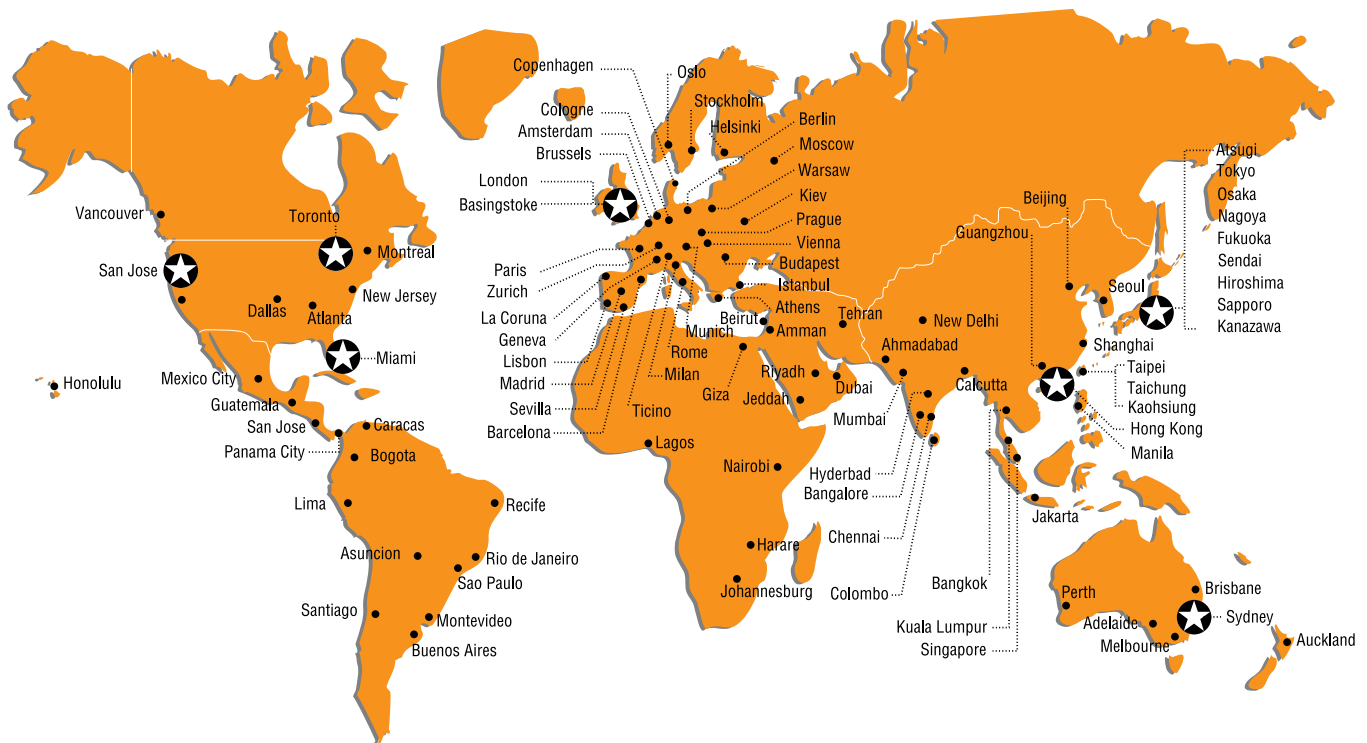 Vancouver
Toronto
Montreal
San Jose
New Jersey
Dallas
Atlanta
Miami
Honolulu
Mexico City
Guatemala
San Jose
Panama City
Caracas
Bogota
Lima
Recife
Asuncion
Rio de Janeiro
Sao Paulo
Santiago
Montevideo
Buenos Aires
Copenhagen
Cologne
Amsterdam
Brussels
London
Basingstoke
Paris
Zurich
La Coruna
Geneva
Lisbon
Madrid
Sevilla
Barcelona
Oslo
Stockholm
Helsinki
Berlin
Moscow
Warsaw
Kiev
Prague
Vienna
Budapest
Istanbul
Athens
Beirut
Amman
Munich
Rome
Milan
Ticino
Giza
Tehran
Riyadh
Dubai
Jeddah
Lagos
Nairobi
Harare
Johannesburg
New Delhi
Ahmadabad
Calcutta
Mumbai
Hyderbad
Bangalore
Chennai
Colombo
Beijing
Guangzhou
Seoul
Shanghai
Taipei
Taichung
Kaohsiung
Hong Kong
Manila
Atsugi
Tokyo
Osaka
Nagoya
Fukuoka
Sendai
Hiroshima
Sapporo
Kanazawa
Bangkok
Kuala Lumpur
Singapore
Jakarta
Perth
Adelaide
Melbourne
Brisbane
Sydney
Auckland